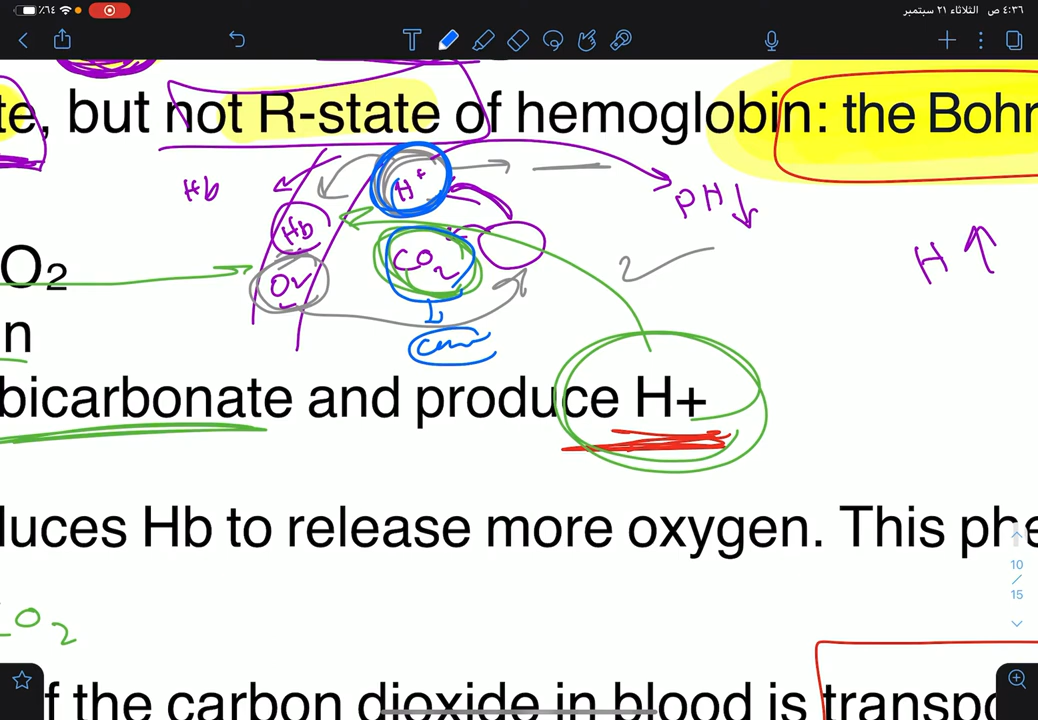 ٤:٣٦ ص الثلاثاء ٢١ سبتمبر
٪٦٤
te, but not R-state of hemoglobin: the Bohr
Hb
H+
PH↓
H↑
Hb
CO2
O2
O2
n
bicarbonate and produce H+
duces Hb to release more oxygen. This phe
10
/
15
CO2
f the carbon dioxide in blood is transpo